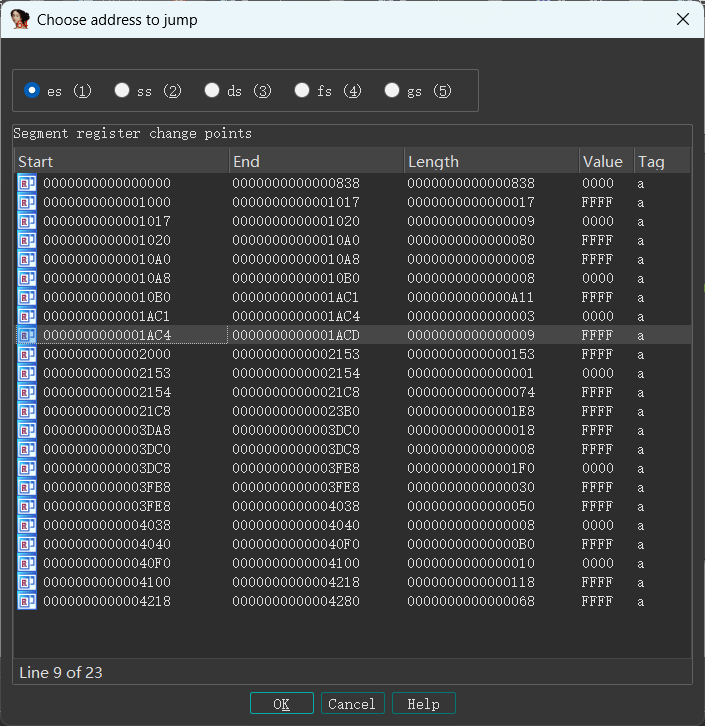 Choose address to jump
es (1) ss (2) ds (3) fs (4) gs (5)
Segment register change points
Start End Length Value Tag
0000000000000000 0000000000000838 0000000000000838 0000 a
0000000000001000 0000000000001017 0000000000000017 FFFF a
0000000000001017 0000000000001020 0000000000000009 0000 a
0000000000001020 00000000000010A0 0000000000000080 FFFF a
00000000000010A0 00000000000010A8 0000000000000008 FFFF a
00000000000010A8 00000000000010B0 0000000000000008 0000 a
00000000000010B0 0000000000001AC1 0000000000000A11 FFFF a
0000000000001AC1 0000000000001AC4 0000000000000003 0000 a
0000000000001AC4 0000000000001ACD 0000000000000009 FFFF a
0000000000002000 0000000000002153 0000000000000153 FFFF a
0000000000002153 0000000000002154 0000000000000001 0000 a
0000000000002154 00000000000021C8 0000000000000074 FFFF a
00000000000021C8 00000000000023B0 00000000000001E8 FFFF a
0000000000003DA8 0000000000003DC0 0000000000000018 FFFF a
0000000000003DC0 0000000000003DC8 0000000000000008 FFFF a
0000000000003DC8 0000000000003FB8 00000000000001F0 0000 a
0000000000003FB8 0000000000003FE8 0000000000000030 FFFF a
0000000000003FE8 0000000000004038 0000000000000050 FFFF a
0000000000004038 0000000000004040 0000000000000008 0000 a
0000000000004040 00000000000040F0 00000000000000B0 FFFF a
00000000000040F0 0000000000004100 0000000000000010 0000 a
0000000000004100 0000000000004218 0000000000000118 FFFF a
0000000000004218 0000000000004280 0000000000000068 FFFF a
Line 9 of 23
OK Cancel Help